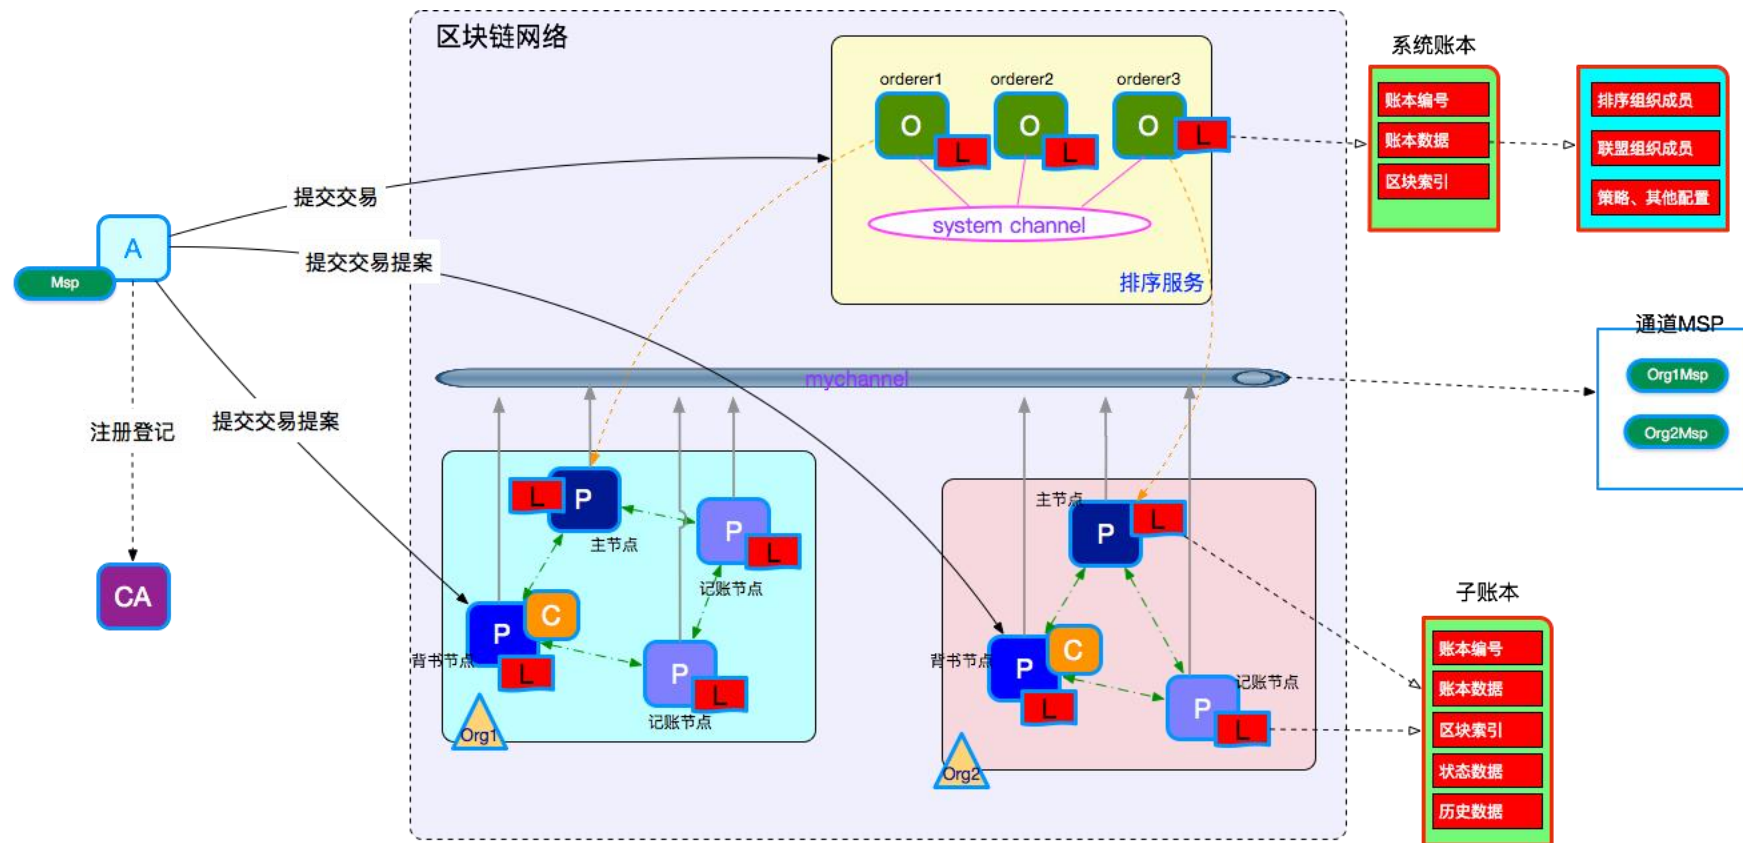 区块链网络
系统账本
orderer1
orderer2
orderer3
O
L
O
L
O
L
账本编号
账本数据
区块索引
排序组织成员
联盟组织成员
策略、其他配置
提交交易
system channel
A
Msp
提交交易提案
排序服务
通道MSP
mychannel
Org1Msp
Org2Msp
注册登记
提交交易提案
L
P
主节点
P
L
记账节点
主节点
L
P
CA
P
C
背书节点
L
P
L
记账节点
Org1
背书节点
P
C
L
P
记账节点
L
Org2
子账本
账本编号
账本数据
区块索引
状态数据
历史数据